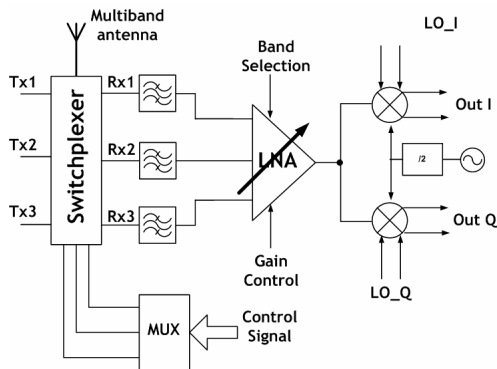 Multiband
antenna
LO_I
Tx1
Rx1
Band
Selection
Out I
Tx2
Switchplexer
Rx2
LNA
/2
Tx3
Rx3
Out Q
Gain
Control
LO_Q
MUX
Control
Signal